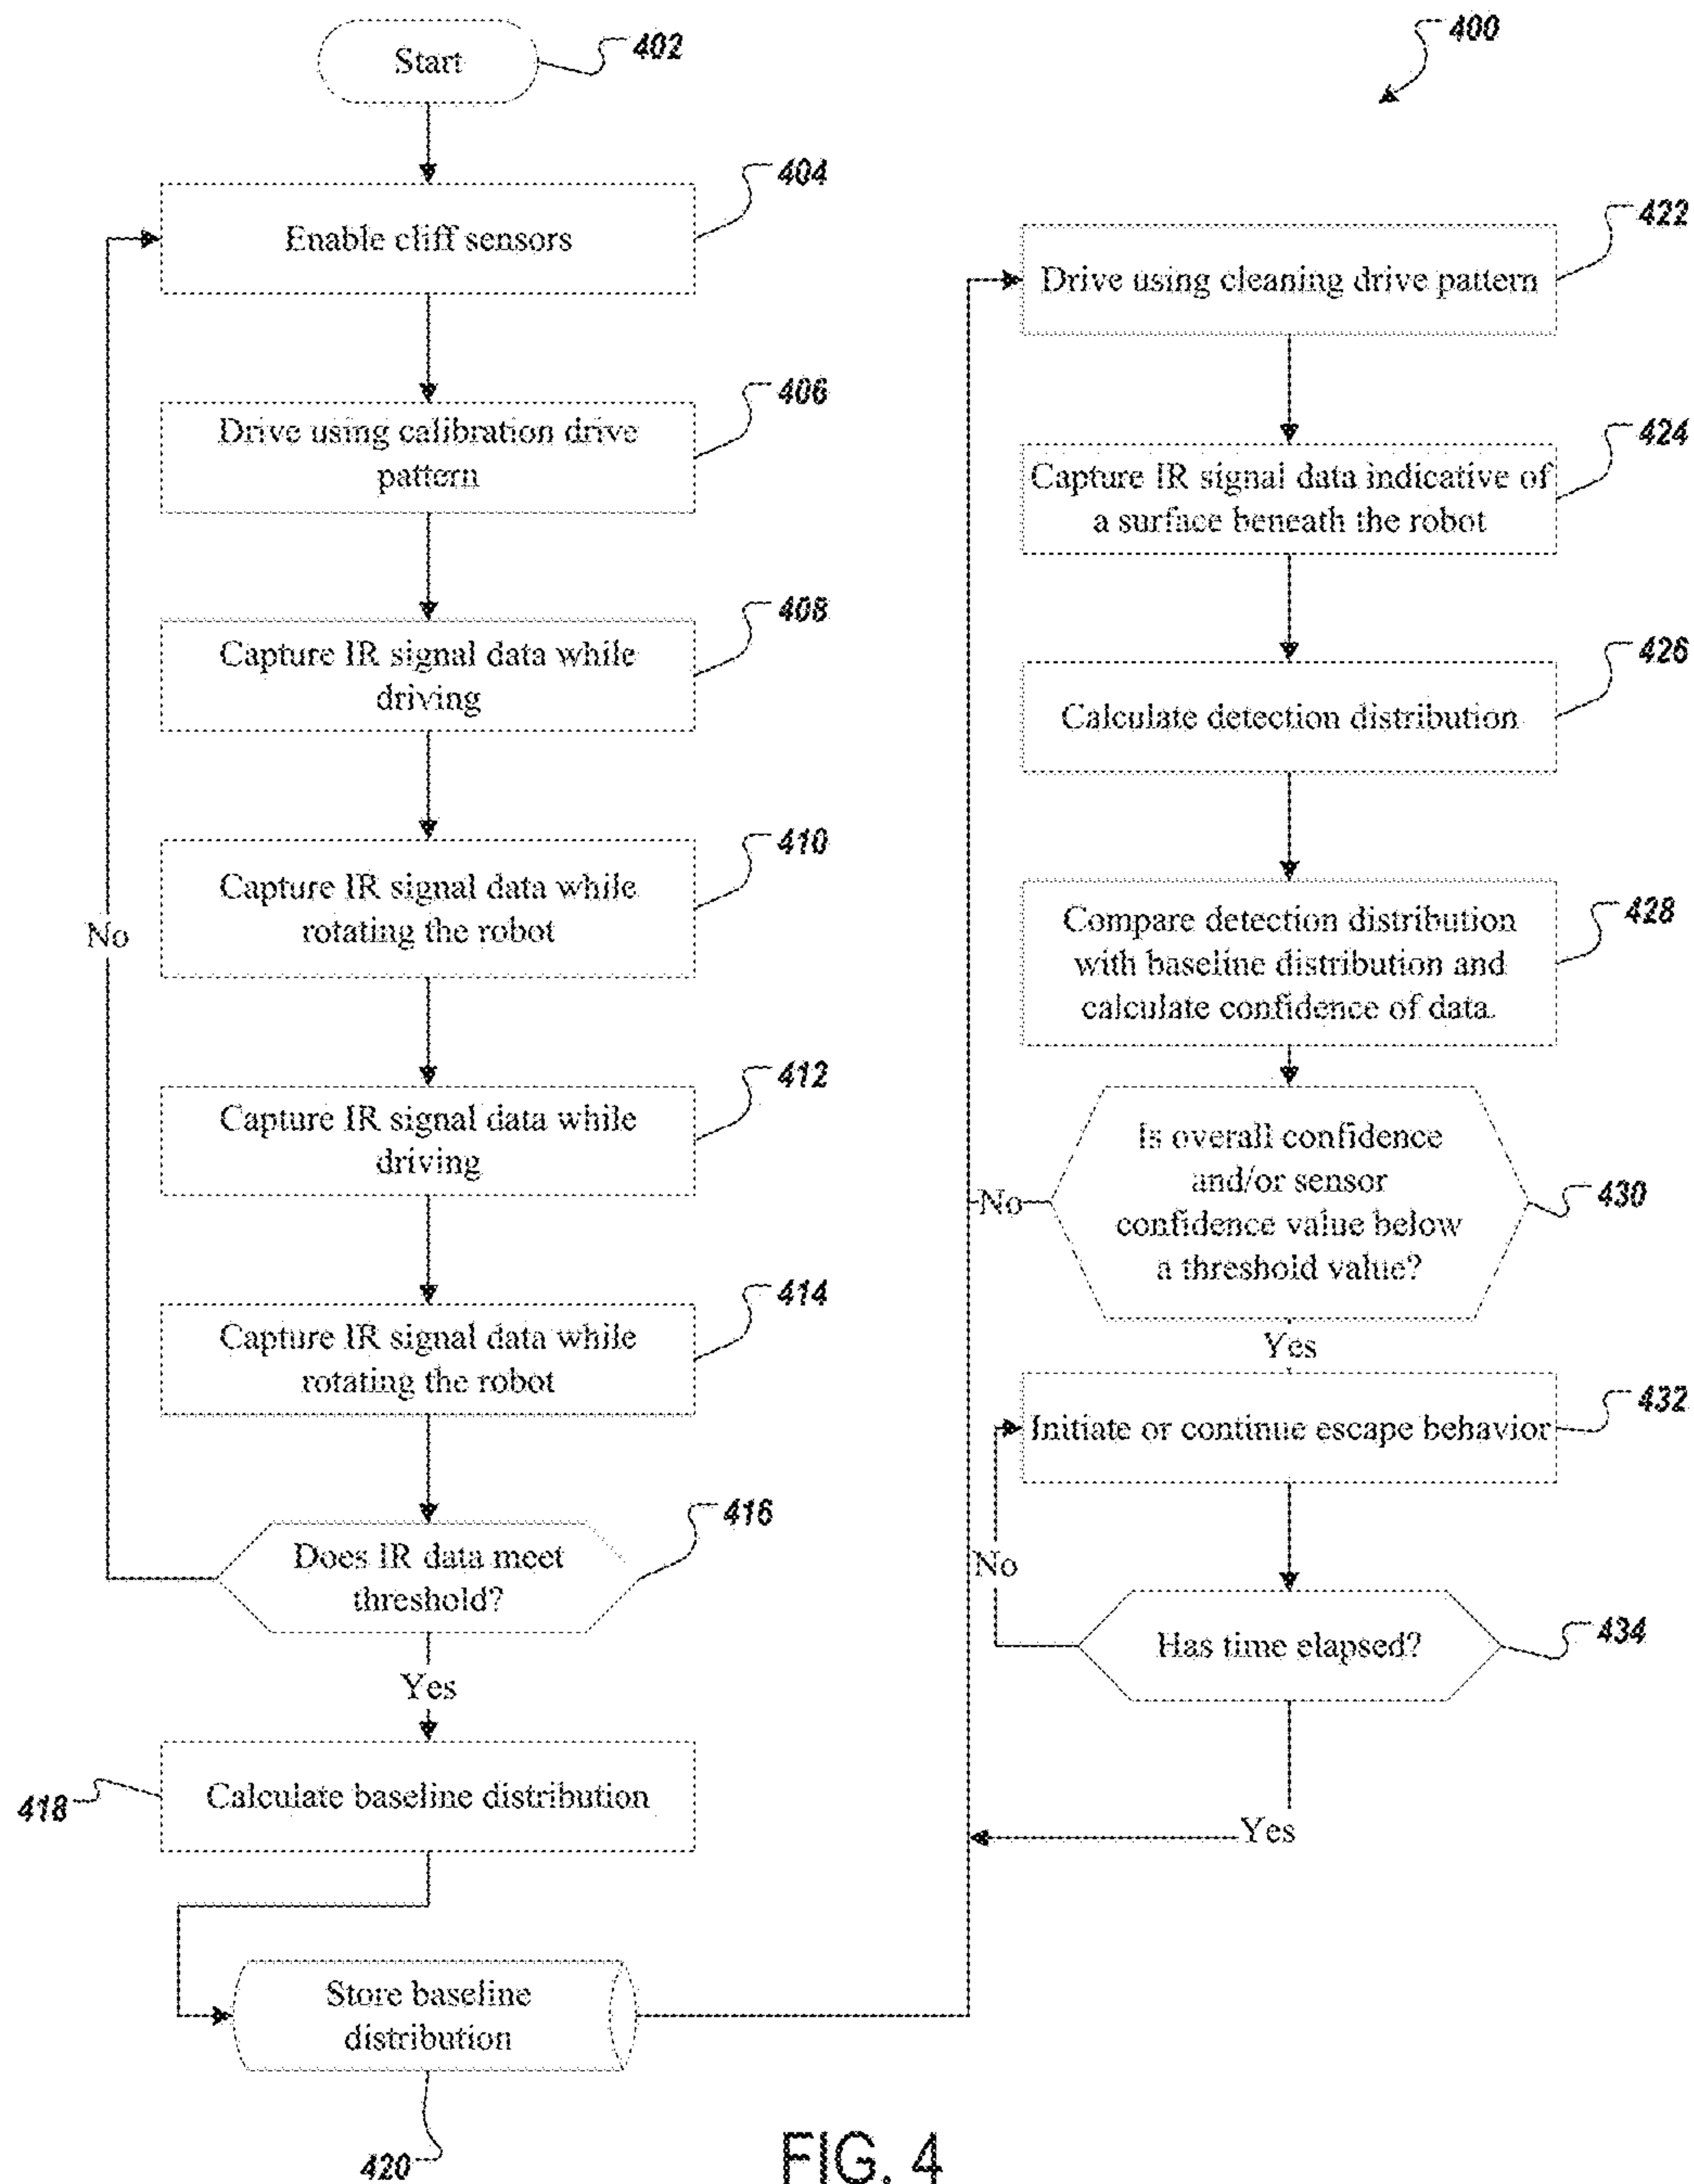 400
Start
402
Enable cliff sensors
404
Drive using calibration drive
pattern
406
Capture IR signal data while
driving
408
Capture IR signal data while
rotating the robot
410
Capture IR signal data while
driving
412
Capture IR signal data while
rotating the robot
414
Does IR data meet
threshold?
416
No
Yes
Calculate baseline distribution
418
Store baseline
distribution
420
Drive using cleaning drive pattern
422
Capture IR signal data indicative of
a surface beneath the robot
424
Calculate detection distribution
426
Compare detection distribution
with baseline distribution and
calculate confidence of data.
428
Is overall confidence
and/or sensor
confidence value below
a threshold value?
430
No
Yes
Initiate or continue escape behavior
432
No
Has time elapsed?
434
Yes
FIG. 4